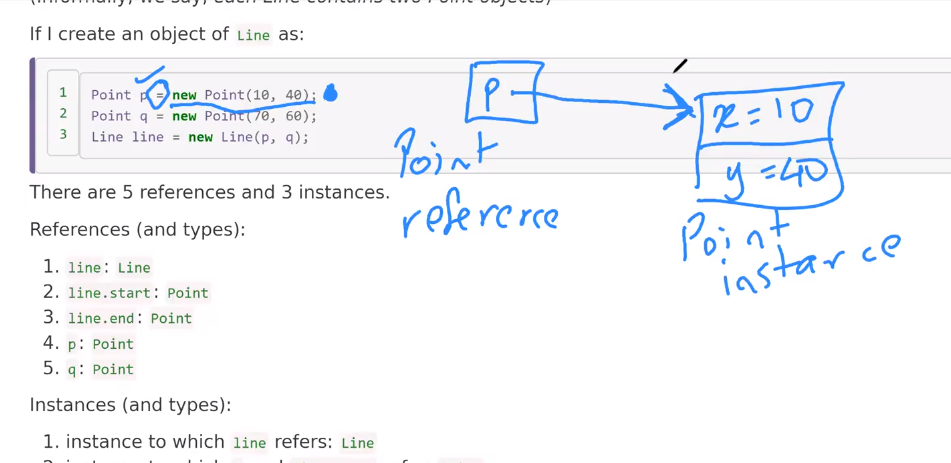 If I create an object of Line as:
1 Point p = new Point(10, 40);
2 Point q = new Point(70, 60);
3 Line line = new Line(p, q);
p
x = 10
y = 40
Point
reference
Point
instance
There are 5 references and 3 instances.
References (and types):
1. line: Line
2. line.start: Point
3. line.end: Point
4. p: Point
5. q: Point
Instances (and types):
1. instance to which line refers: Line